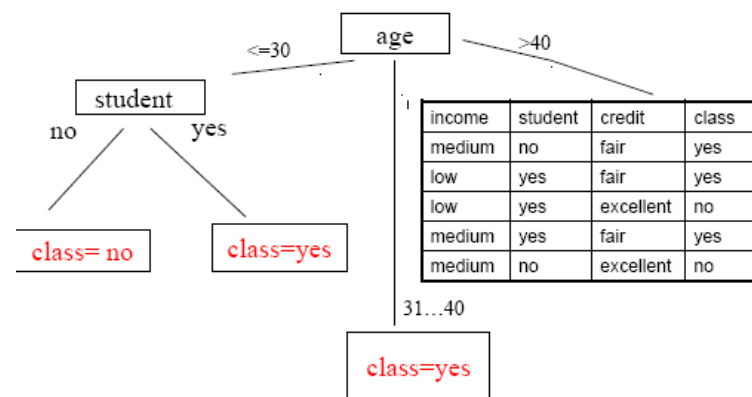 age
<=30
>40
student
no
yes
income student credit class
medium no fair yes
low yes fair yes
low yes excellent no
medium yes fair yes
medium no excellent no
class= no
class=yes
31…40
class=yes